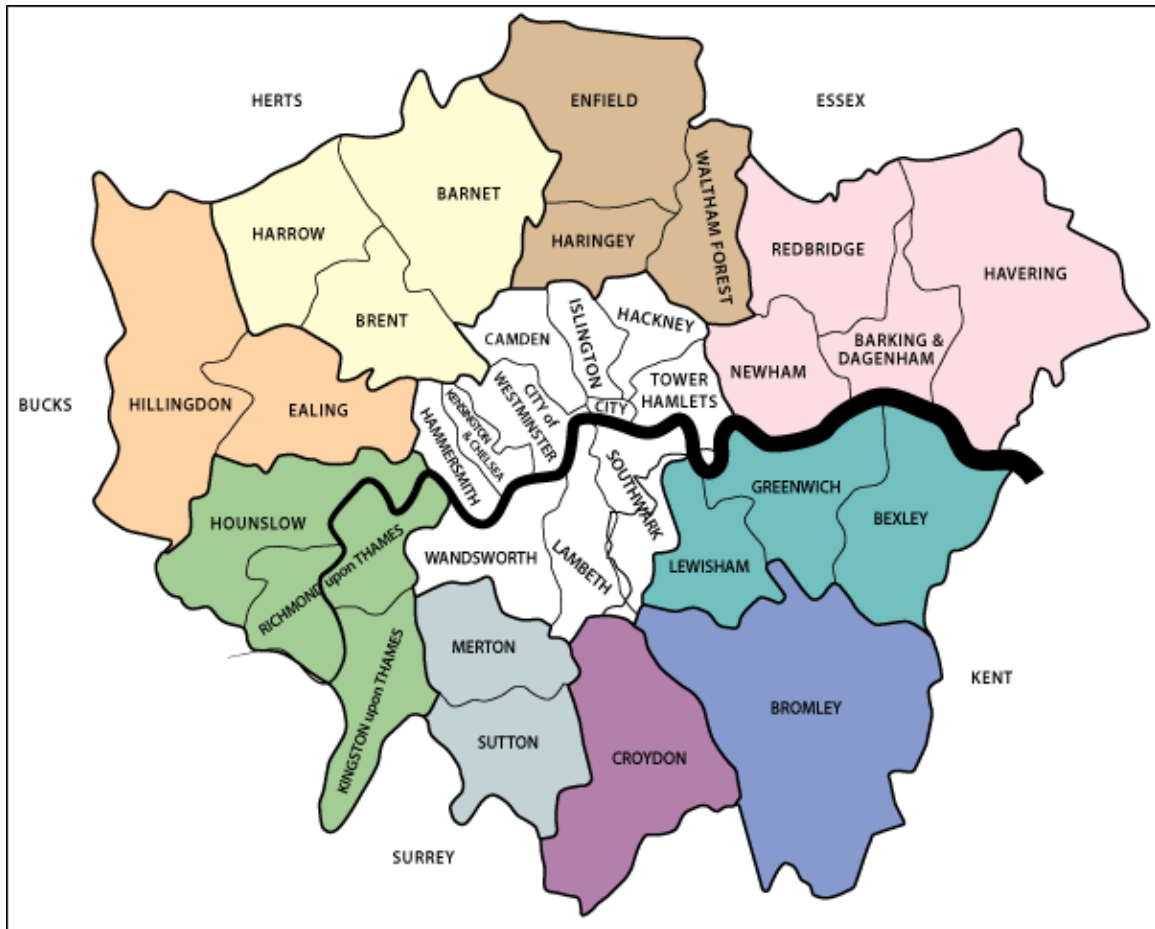 HERTS
ENFIELD
ESSEX
BARNET
WALTHAM FOREST
HARROW
HARINGEY
REDBRIDGE
HAVERING
BRENT
CAMDEN
ISLINGTON
HACKNEY
BARKING &
DAGENHAM
NEWHAM
BUCKS
HILLINGDON
EALING
HAMMERSMITH
KENSINGTON
& CHELSEA
CITY of
WESTMINSTER
CITY
TOWER
HAMLETS
HOUNSLOW
SOUTHWARK
GREENWICH
BEXLEY
RICHMOND upon THAMES
WANDSWORTH
LAMBETH
LEWISHAM
MERTON
KENT
KINGSTON upon THAMES
SUTTON
CROYDON
BROMLEY
SURREY